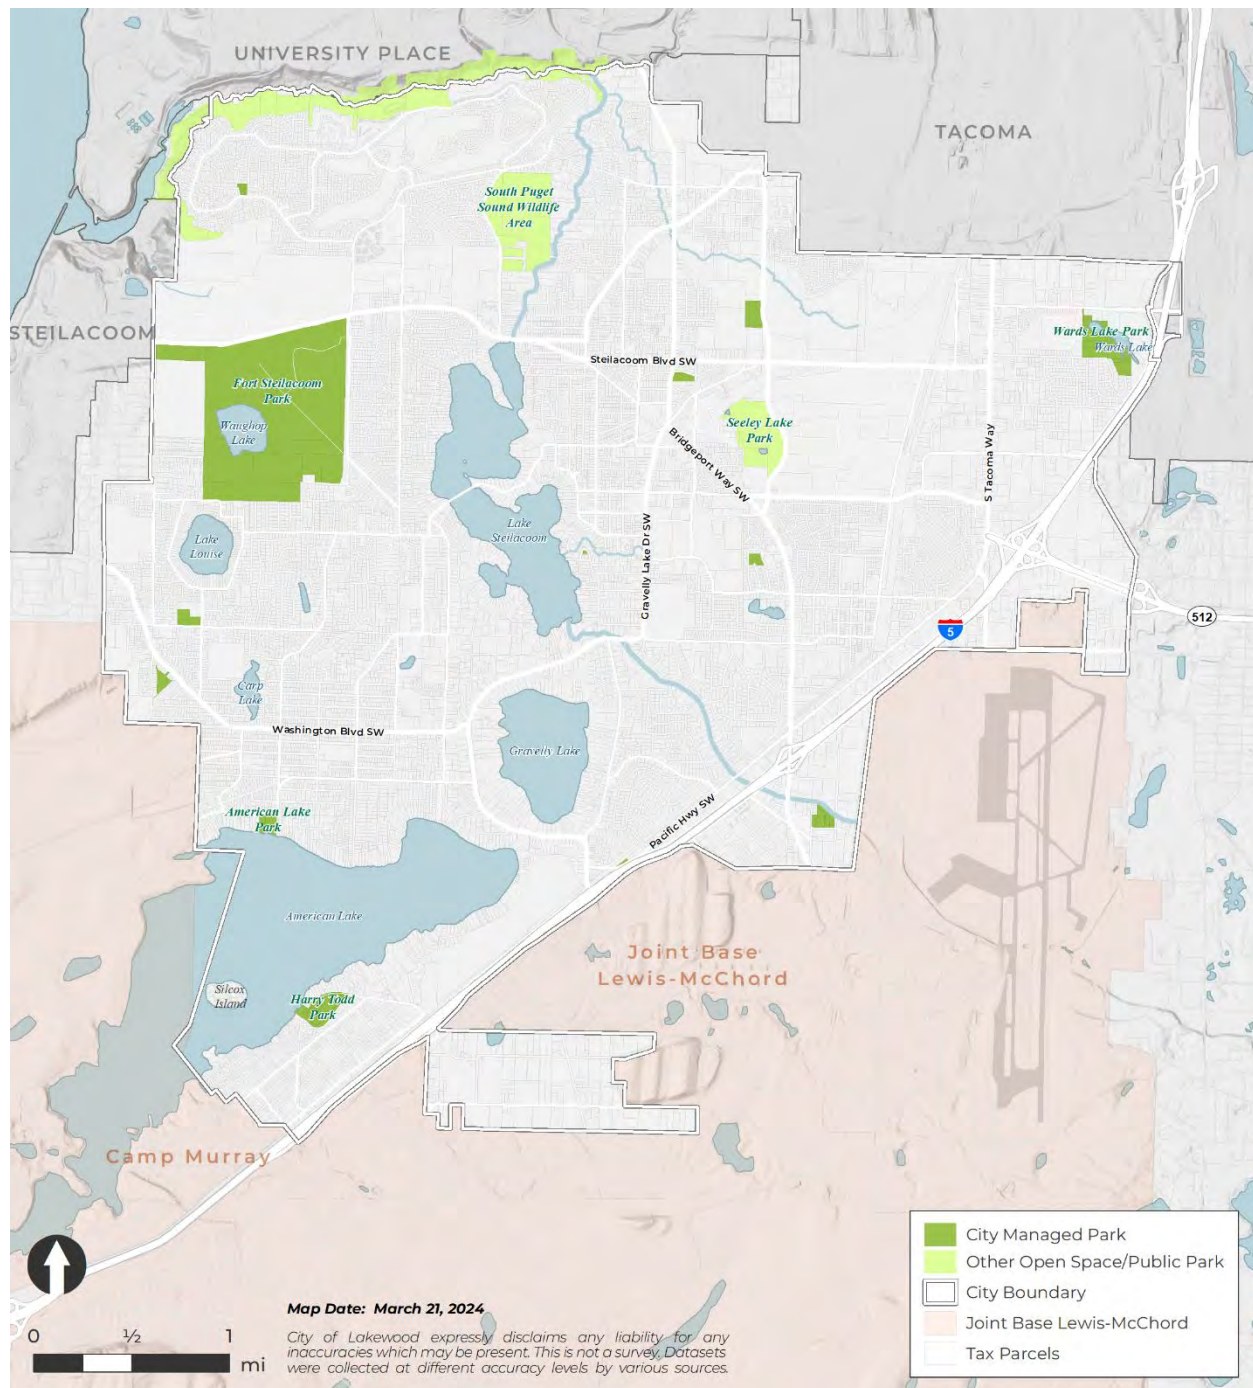 UNIVERSITY PLACE
TACOMA
South Puget
Sound Wildlife
Area
STEILACOOM
Wards Lake Park
Wards Lake
Steilacoom Blvd SW
Fort Steilacoom
Park
Waughop
Lake
Seeley Lake
Park
Bridgeport Way SW
S Tacoma Way
Lake
Steilacoom
Lake
Louise
Gravelly Lake Dr SW
512
5
Carp
Lake
Washington Blvd SW
Gravelly Lake
American Lake
Park
Pacific Hwy SW
American Lake
Joint Base
Lewis-McChord
Silcox
Island
Harry Todd
Park
Camp Murray
City Managed Park
Other Open Space/Public Park
City Boundary
Joint Base Lewis-McChord
Tax Parcels
Map Date: March 21, 2024
0 ½ 1
mi
City of Lakewood expressly disclaims any liability for any
inaccuracies which may be present. This is not a survey. Datasets
were collected at different accuracy levels by various sources.